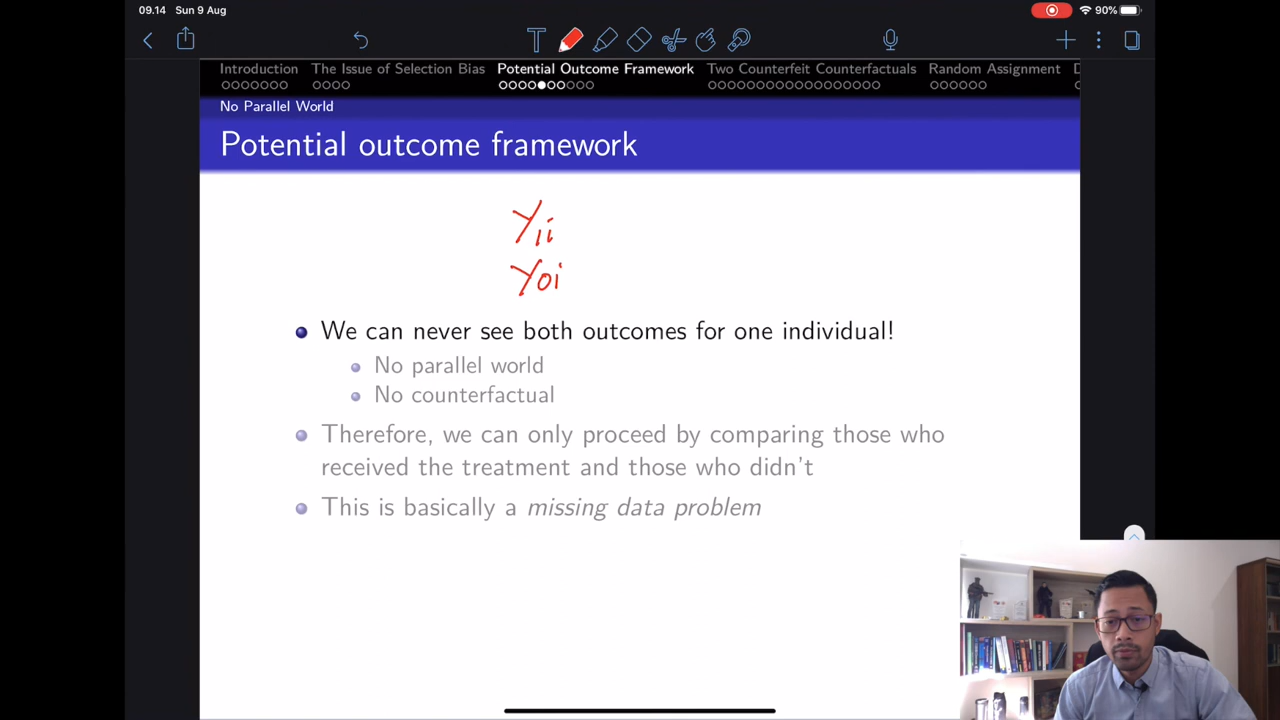 09.14 Sun 9 Aug
90%
Introduction The Issue of Selection Bias Potential Outcome Framework Two Counterfeit Counterfactuals Random Assignment D
No Parallel World
Potential outcome framework
Y1i
Y0i
We can never see both outcomes for one individual!
No parallel world
No counterfactual
Therefore, we can only proceed by comparing those who
received the treatment and those who didn't
This is basically a missing data problem